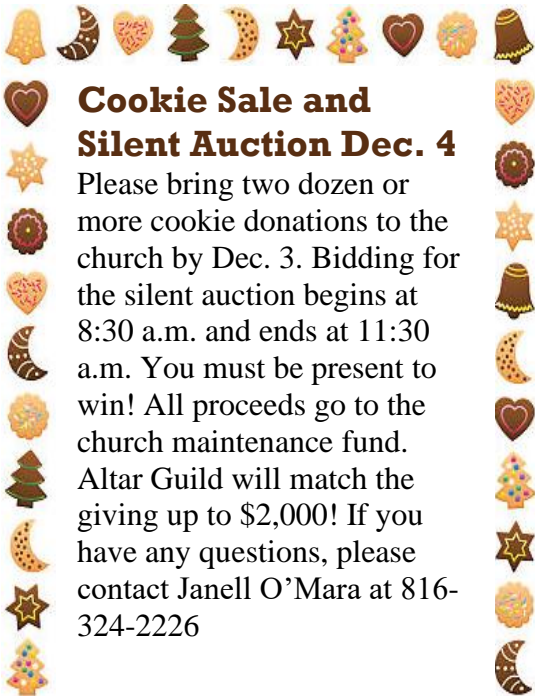 Cookie Sale and
Silent Auction Dec. 4
Please bring two dozen or
more cookie donations to the
church by Dec. 3. Bidding for
the silent auction begins at
8:30 a.m. and ends at 11:30
a.m. You must be present to
win! All proceeds go to the
church maintenance fund.
Altar Guild will match the
giving up to $2,000! If you
have any questions, please
contact Janell O’Mara at 816-
324-2226